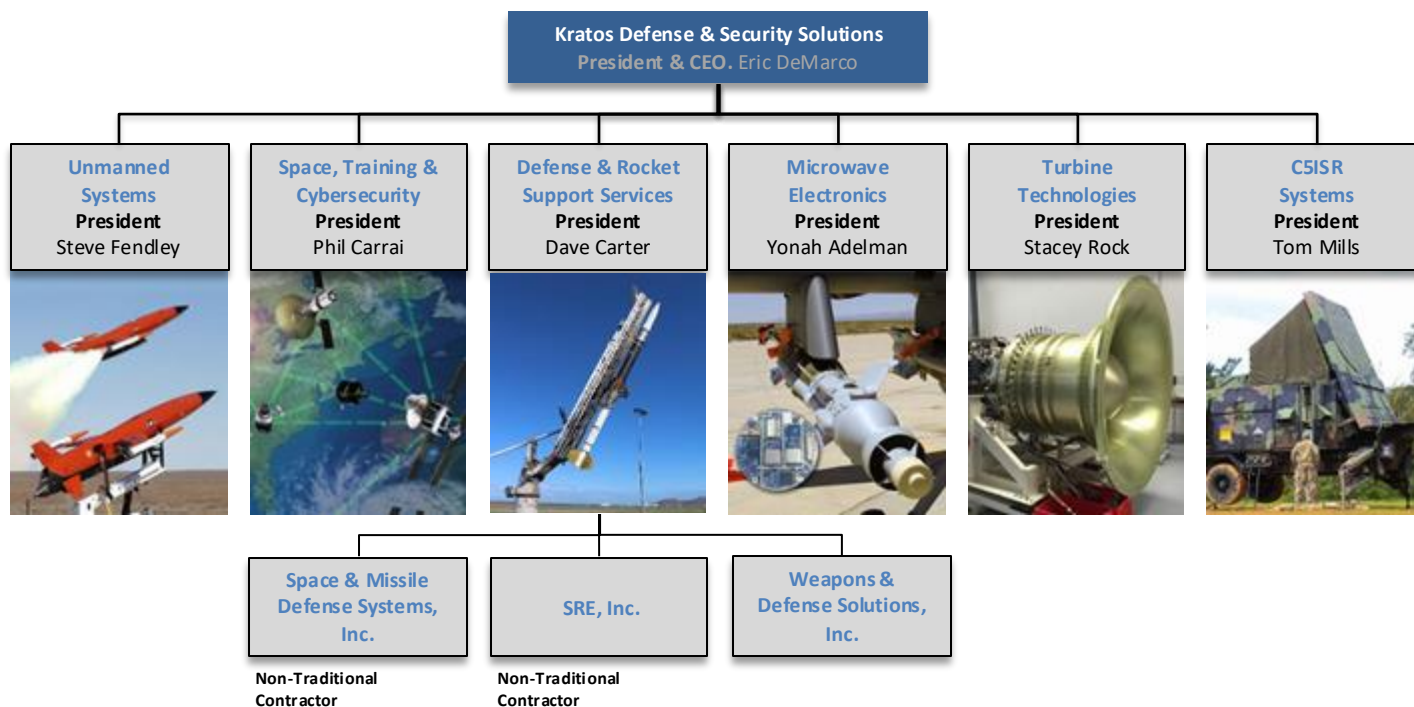 Kratos Defense & Security Solutions
President & CEO. Eric DeMarco
Unmanned
Systems
President
Steve Fendley
Space, Training &
Cybersecurity
President
Phil Carrai
Defense & Rocket
Support Services
President
Dave Carter
Microwave
Electronics
President
Yonah Adelman
Turbine
Technologies
President
Stacey Rock
C5ISR
Systems
President
Tom Mills
Space & Missile
Defense Systems,
Inc.
SRE, Inc.
Weapons &
Defense Solutions,
Inc.
Non-Traditional
Contractor
Non-Traditional
Contractor